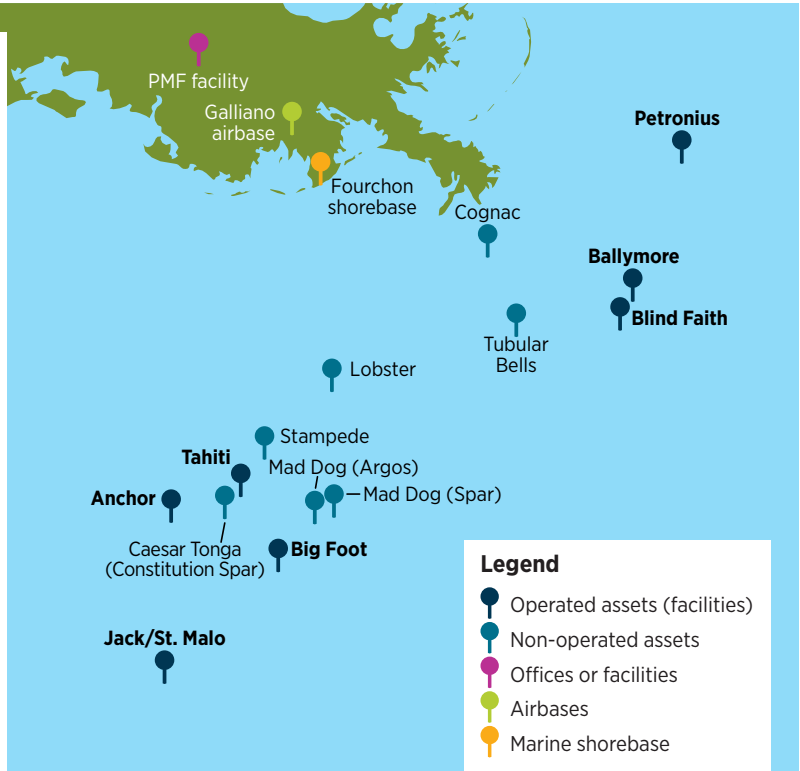 PMF facility
Galliano
airbase
Petronius
Fourchon
shorebase
Cognac
Ballymore
Blind Faith
Tubular
Bells
Lobster
Stampede
Tahiti
Mad Dog (Argos)
Anchor
Mad Dog (Spar)
Caesar Tonga
(Constitution Spar)
Big Foot
Jack/St. Malo
Legend
Operated assets (facilities)
Non-operated assets
Offices or facilities
Airbases
Marine shorebase